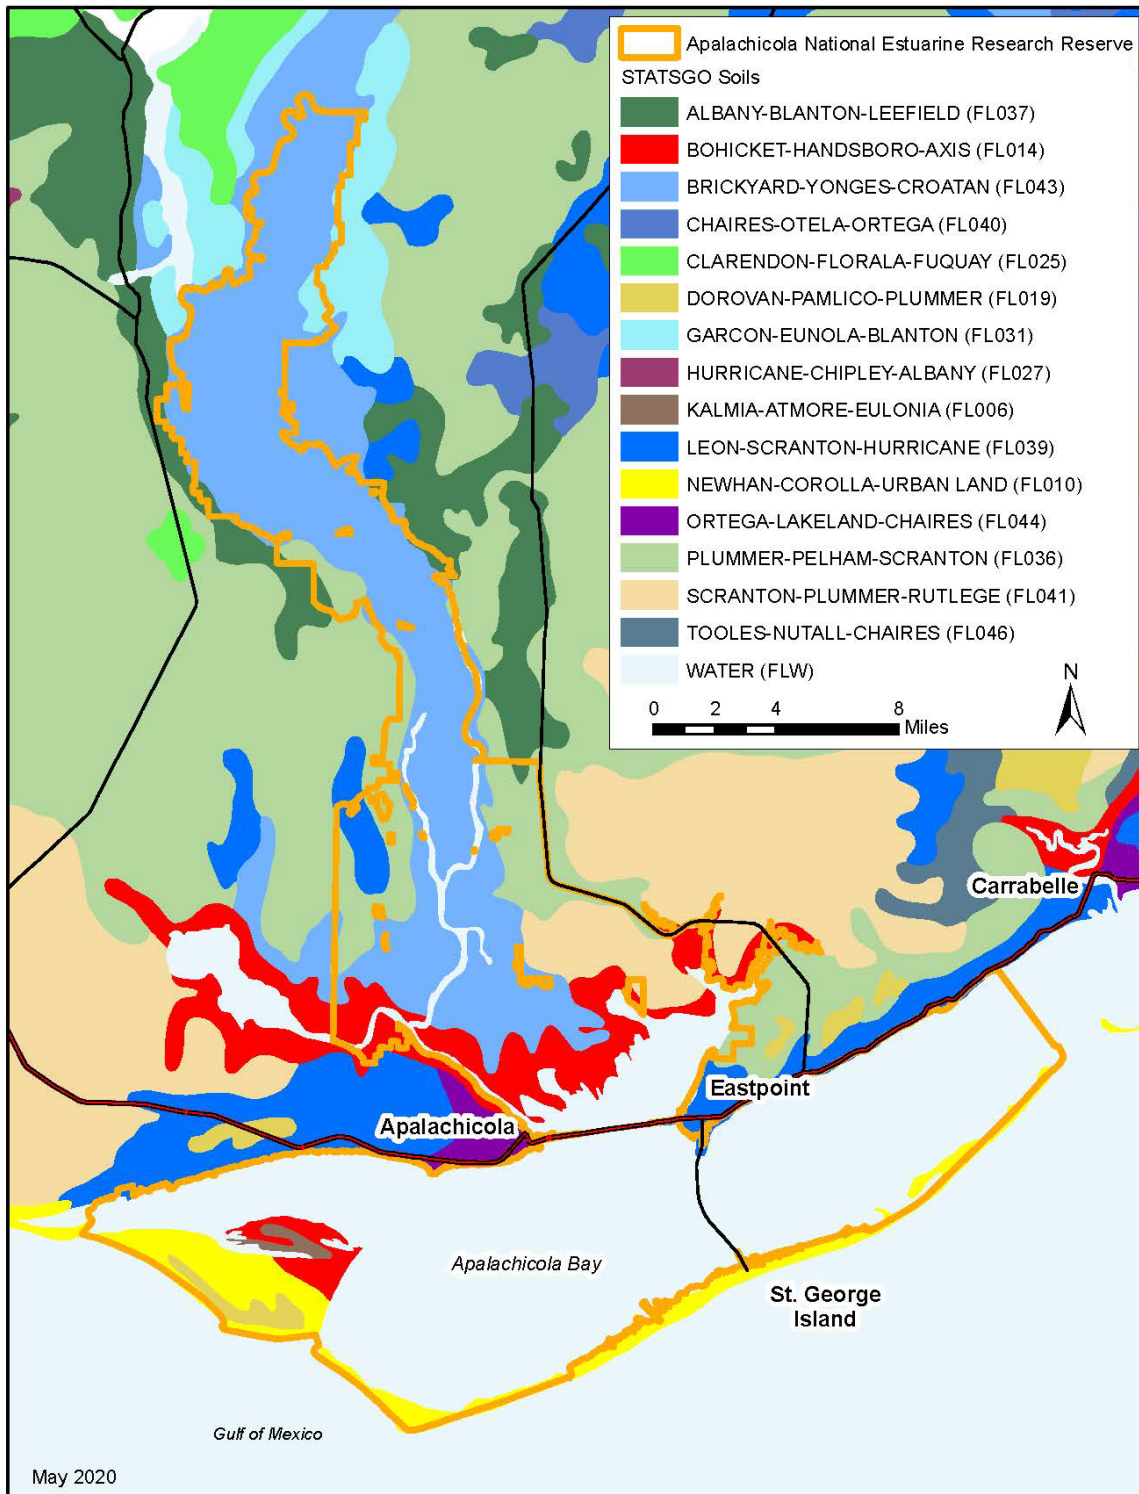 Apalachicola National Estuarine Research Reserve
STATSGO Soils
ALBANY-BLANTON-LEEFIELD (FL037)
BOHICKET-HANDSBORO-AXIS (FL014)
BRICKYARD-YONGES-CROATAN (FL043)
CHAIRES-OTELA-ORTEGA (FL040)
CLARENDON-FLORALA-FUQUAY (FL025)
DOROVAN-PAMLICO-PLUMMER (FL019)
GARCON-EUNOLA-BLANTON (FL031)
HURRICANE-CHIPLEY-ALBANY (FL027)
KALMIA-ATMORE-EULONIA (FL006)
LEON-SCRANTON-HURRICANE (FL039)
NEWHAN-COROLLA-URBAN LAND (FL010)
ORTEGA-LAKELAND-CHAIRES (FL044)
PLUMMER-PELHAM-SCRANTON (FL036)
SCRANTON-PLUMMER-RUTLEGE (FL041)
TOOLES-NUTALL-CHAIRES (FL046)
WATER (FLW)
N
0 2 4 8
Miles
Carrabelle
Eastpoint
Apalachicola
Apalachicola Bay
St. George
Island
Gulf of Mexico
May 2020